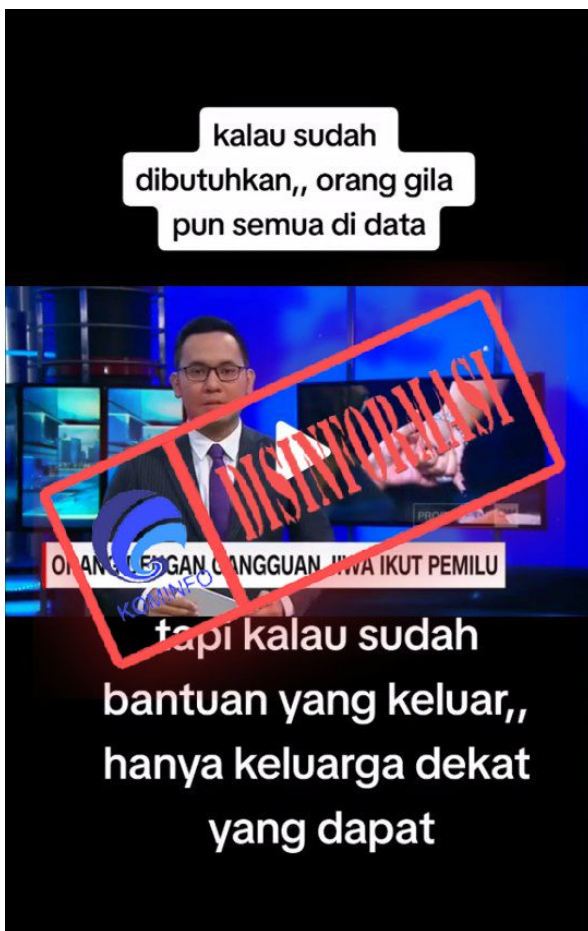 kalau sudah
dibutuhkan,, orang gila
pun semua di data
DISINFORMASI
KOMINFO
GANGGUAN JIWA IKUT PEMILU
tapi kalau sudah
bantuan yang keluar,,
hanya keluarga dekat
yang dapat